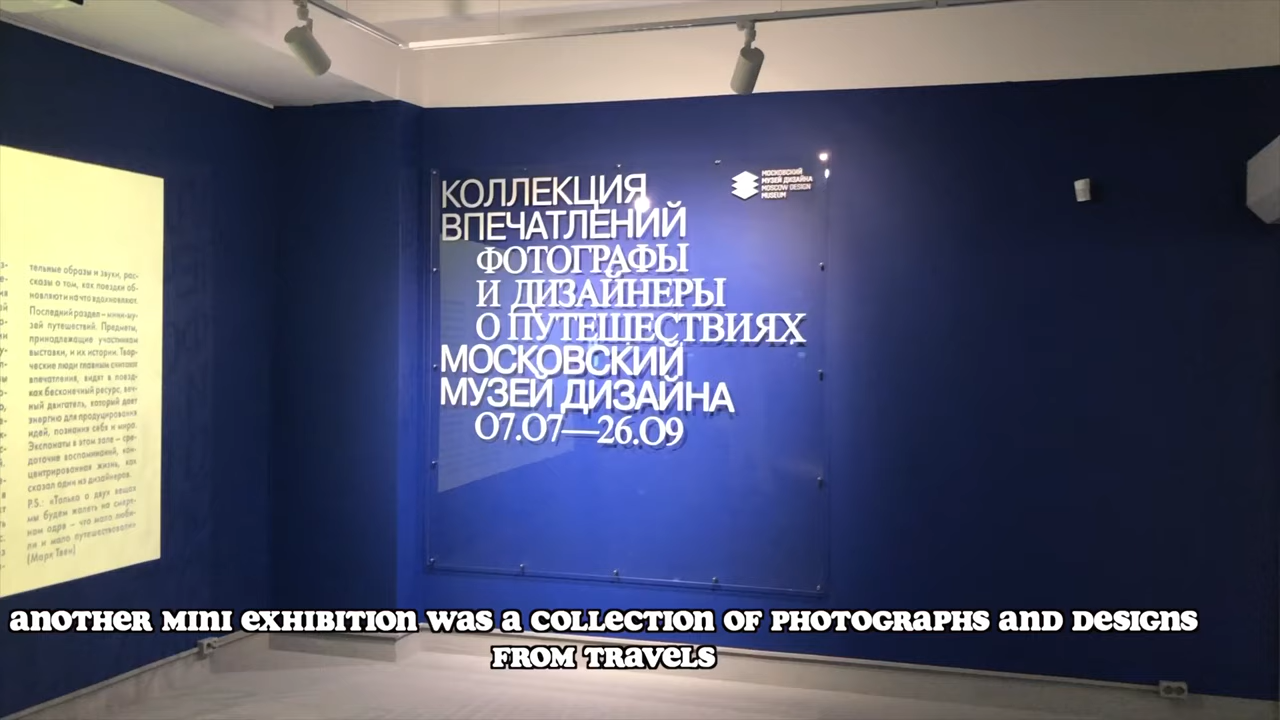 тельные образы и звуки, рас-
сказы о том, как поездки об-
новляют и на что вдохновляют.
Последний раздел – мини-му-
зей путешествий. Предметы,
принадлежащие участникам
выставки, и их истории. Твор-
ческие люди главным считают
впечатления, видят в поезд-
ках бесконечный ресурс, веч-
ный двигатель, который дает
энергию для продуцирования
идей, познания себя и мира.
Экспонаты в этом зале – сре-
доточие воспоминаний, кон-
центрированная жизнь, как
сказал один из дизайнеров.
P.S.: «Только о двух вещах
мы будем жалеть на смерт-
ном одре – что мало люби-
ли и мало путешествовали»
(Марк Твен)
КОЛЛЕКЦИЯ
ВПЕЧАТЛЕНИЙ
ФОТОГРАФЫ
И ДИЗАЙНЕРЫ
О ПУТЕШЕСТВИЯХ
МОСКОВСКИЙ
МУЗЕЙ ДИЗАЙНА
07.07—26.09
МОСКОВСКИЙ
МУЗЕЙ ДИЗАЙНА
MOSCOW DESIGN
MUSEUM
ANOTHER MINI EXHIBITION WAS A COLLECTION OF PHOTOGRAPHS AND DESIGNS
FROM TRAVELS